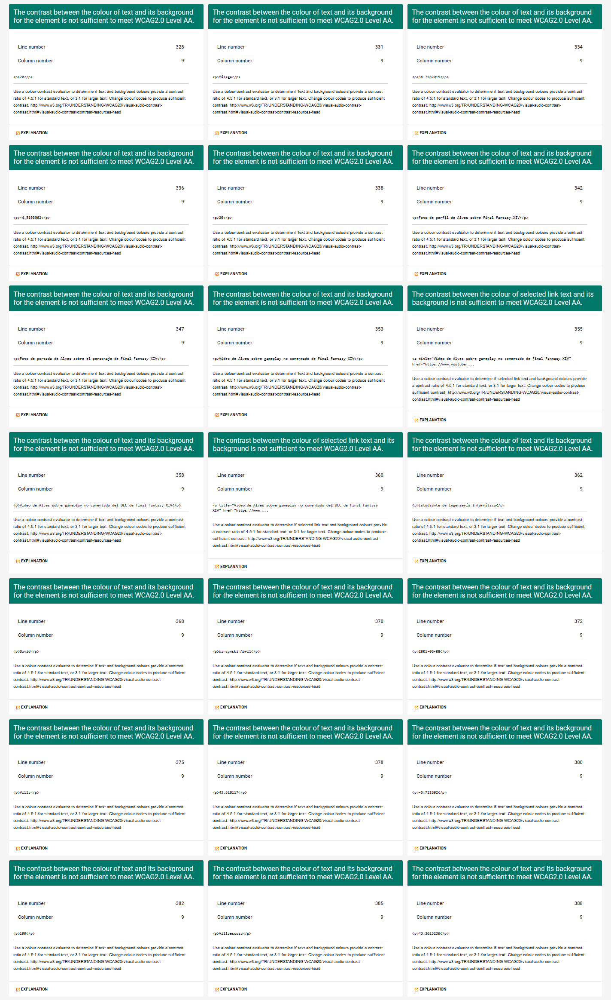 The contrast between the colour of text and its background
for the element is not sufficient to meet WCAG2.0 Level AA.
Line number 328
Column number 9
<p>20</p>
Use a colour contrast evaluator to determine if text and background colours provide a contrast
ratio of 4.5:1 for standard text, or 3:1 for larger text. Change colour codes to produce sufficient
contrast. http://www.w3.org/TR/UNDERSTANDING-WCAG20/visual-audio-contrast-
contrast.html#visual-audio-contrast-contrast-resources-head
EXPLANATION
The contrast between the colour of text and its background
for the element is not sufficient to meet WCAG2.0 Level AA.
Line number 331
Column number 9
<p>Málaga</p>
Use a colour contrast evaluator to determine if text and background colours provide a contrast
ratio of 4.5:1 for standard text, or 3:1 for larger text. Change colour codes to produce sufficient
contrast. http://www.w3.org/TR/UNDERSTANDING-WCAG20/visual-audio-contrast-
contrast.html#visual-audio-contrast-contrast-resources-head
EXPLANATION
The contrast between the colour of text and its background
for the element is not sufficient to meet WCAG2.0 Level AA.
Line number 334
Column number 9
<p>36.7182015</p>
Use a colour contrast evaluator to determine if text and background colours provide a contrast
ratio of 4.5:1 for standard text, or 3:1 for larger text. Change colour codes to produce sufficient
contrast. http://www.w3.org/TR/UNDERSTANDING-WCAG20/visual-audio-contrast-
contrast.html#visual-audio-contrast-contrast-resources-head
EXPLANATION
The contrast between the colour of text and its background
for the element is not sufficient to meet WCAG2.0 Level AA.
Line number 336
Column number 9
<p>-4.5193062</p>
Use a colour contrast evaluator to determine if text and background colours provide a contrast
ratio of 4.5:1 for standard text, or 3:1 for larger text. Change colour codes to produce sufficient
contrast. http://www.w3.org/TR/UNDERSTANDING-WCAG20/visual-audio-contrast-
contrast.html#visual-audio-contrast-contrast-resources-head
EXPLANATION
The contrast between the colour of text and its background
for the element is not sufficient to meet WCAG2.0 Level AA.
Line number 338
Column number 9
<p>20</p>
Use a colour contrast evaluator to determine if text and background colours provide a contrast
ratio of 4.5:1 for standard text, or 3:1 for larger text. Change colour codes to produce sufficient
contrast. http://www.w3.org/TR/UNDERSTANDING-WCAG20/visual-audio-contrast-
contrast.html#visual-audio-contrast-contrast-resources-head
EXPLANATION
The contrast between the colour of text and its background
for the element is not sufficient to meet WCAG2.0 Level AA.
Line number 342
Column number 9
<p>Foto de perfil de Alves sobre Final Fantasy XIV</p>
Use a colour contrast evaluator to determine if text and background colours provide a contrast
ratio of 4.5:1 for standard text, or 3:1 for larger text. Change colour codes to produce sufficient
contrast. http://www.w3.org/TR/UNDERSTANDING-WCAG20/visual-audio-contrast-
contrast.html#visual-audio-contrast-contrast-resources-head
EXPLANATION
The contrast between the colour of text and its background
for the element is not sufficient to meet WCAG2.0 Level AA.
Line number 347
Column number 9
<p>Foto de portada de Alves sobre el personaje de Final Fantasy XIV</p>
Use a colour contrast evaluator to determine if text and background colours provide a contrast
ratio of 4.5:1 for standard text, or 3:1 for larger text. Change colour codes to produce sufficient
contrast. http://www.w3.org/TR/UNDERSTANDING-WCAG20/visual-audio-contrast-
contrast.html#visual-audio-contrast-contrast-resources-head
EXPLANATION
The contrast between the colour of text and its background
for the element is not sufficient to meet WCAG2.0 Level AA.
Line number 353
Column number 9
<p>Video de Alves sobre gameplay no comentado de Final Fantasy XIV</p>
Use a colour contrast evaluator to determine if text and background colours provide a contrast
ratio of 4.5:1 for standard text, or 3:1 for larger text. Change colour codes to produce sufficient
contrast. http://www.w3.org/TR/UNDERSTANDING-WCAG20/visual-audio-contrast-
contrast.html#visual-audio-contrast-contrast-resources-head
EXPLANATION
The contrast between the colour of selected link text and its
background is not sufficient to meet WCAG2.0 Level AA.
Line number 355
Column number 9
<a title="Video de Alves sobre gameplay no comentado de Final Fantasy XIV"
href="https://www.youtube ...
Use a colour contrast evaluator to determine if selected link text and background colours provide
a contrast ratio of 4.5:1 for standard text, or 3:1 for larger text. Change colour codes to produce
sufficient contrast. http://www.w3.org/TR/UNDERSTANDING-WCAG20/visual-audio-contrast-
contrast.html#visual-audio-contrast-contrast-resources-head
EXPLANATION
The contrast between the colour of text and its background
for the element is not sufficient to meet WCAG2.0 Level AA.
Line number 358
Column number 9
<p>Video de Alves sobre gameplay no comentado del DLC de Final Fantasy XIV</p>
Use a colour contrast evaluator to determine if text and background colours provide a contrast
ratio of 4.5:1 for standard text, or 3:1 for larger text. Change colour codes to produce sufficient
contrast. http://www.w3.org/TR/UNDERSTANDING-WCAG20/visual-audio-contrast-
contrast.html#visual-audio-contrast-contrast-resources-head
EXPLANATION
The contrast between the colour of selected link text and its
background is not sufficient to meet WCAG2.0 Level AA.
Line number 360
Column number 9
<a title="Video de Alves sobre gameplay no comentado del DLC de Final Fantasy
XIV" href="https://www ...
Use a colour contrast evaluator to determine if selected link text and background colours provide
a contrast ratio of 4.5:1 for standard text, or 3:1 for larger text. Change colour codes to produce
sufficient contrast. http://www.w3.org/TR/UNDERSTANDING-WCAG20/visual-audio-contrast-
contrast.html#visual-audio-contrast-contrast-resources-head
EXPLANATION
The contrast between the colour of text and its background
for the element is not sufficient to meet WCAG2.0 Level AA.
Line number 362
Column number 9
<p>Estudiante de Ingeniería Informática</p>
Use a colour contrast evaluator to determine if text and background colours provide a contrast
ratio of 4.5:1 for standard text, or 3:1 for larger text. Change colour codes to produce sufficient
contrast. http://www.w3.org/TR/UNDERSTANDING-WCAG20/visual-audio-contrast-
contrast.html#visual-audio-contrast-contrast-resources-head
EXPLANATION
The contrast between the colour of text and its background
for the element is not sufficient to meet WCAG2.0 Level AA.
Line number 368
Column number 9
<p>David</p>
Use a colour contrast evaluator to determine if text and background colours provide a contrast
ratio of 4.5:1 for standard text, or 3:1 for larger text. Change colour codes to produce sufficient
contrast. http://www.w3.org/TR/UNDERSTANDING-WCAG20/visual-audio-contrast-
contrast.html#visual-audio-contrast-contrast-resources-head
EXPLANATION
The contrast between the colour of text and its background
for the element is not sufficient to meet WCAG2.0 Level AA.
Line number 370
Column number 9
<p>Warzynski Abril</p>
Use a colour contrast evaluator to determine if text and background colours provide a contrast
ratio of 4.5:1 for standard text, or 3:1 for larger text. Change colour codes to produce sufficient
contrast. http://www.w3.org/TR/UNDERSTANDING-WCAG20/visual-audio-contrast-
contrast.html#visual-audio-contrast-contrast-resources-head
EXPLANATION
The contrast between the colour of text and its background
for the element is not sufficient to meet WCAG2.0 Level AA.
Line number 372
Column number 9
<p>2001-08-08</p>
Use a colour contrast evaluator to determine if text and background colours provide a contrast
ratio of 4.5:1 for standard text, or 3:1 for larger text. Change colour codes to produce sufficient
contrast. http://www.w3.org/TR/UNDERSTANDING-WCAG20/visual-audio-contrast-
contrast.html#visual-audio-contrast-contrast-resources-head
EXPLANATION
The contrast between the colour of text and its background
for the element is not sufficient to meet WCAG2.0 Level AA.
Line number 375
Column number 9
<p>Villa</p>
Use a colour contrast evaluator to determine if text and background colours provide a contrast
ratio of 4.5:1 for standard text, or 3:1 for larger text. Change colour codes to produce sufficient
contrast. http://www.w3.org/TR/UNDERSTANDING-WCAG20/visual-audio-contrast-
contrast.html#visual-audio-contrast-contrast-resources-head
EXPLANATION
The contrast between the colour of text and its background
for the element is not sufficient to meet WCAG2.0 Level AA.
Line number 378
Column number 9
<p>43.328117</p>
Use a colour contrast evaluator to determine if text and background colours provide a contrast
ratio of 4.5:1 for standard text, or 3:1 for larger text. Change colour codes to produce sufficient
contrast. http://www.w3.org/TR/UNDERSTANDING-WCAG20/visual-audio-contrast-
contrast.html#visual-audio-contrast-contrast-resources-head
EXPLANATION
The contrast between the colour of text and its background
for the element is not sufficient to meet WCAG2.0 Level AA.
Line number 380
Column number 9
<p>-5.721802</p>
Use a colour contrast evaluator to determine if text and background colours provide a contrast
ratio of 4.5:1 for standard text, or 3:1 for larger text. Change colour codes to produce sufficient
contrast. http://www.w3.org/TR/UNDERSTANDING-WCAG20/visual-audio-contrast-
contrast.html#visual-audio-contrast-contrast-resources-head
EXPLANATION
The contrast between the colour of text and its background
for the element is not sufficient to meet WCAG2.0 Level AA.
Line number 382
Column number 9
<p>199</p>
Use a colour contrast evaluator to determine if text and background colours provide a contrast
ratio of 4.5:1 for standard text, or 3:1 for larger text. Change colour codes to produce sufficient
contrast. http://www.w3.org/TR/UNDERSTANDING-WCAG20/visual-audio-contrast-
contrast.html#visual-audio-contrast-contrast-resources-head
EXPLANATION
The contrast between the colour of text and its background
for the element is not sufficient to meet WCAG2.0 Level AA.
Line number 385
Column number 9
<p>Villaescusa</p>
Use a colour contrast evaluator to determine if text and background colours provide a contrast
ratio of 4.5:1 for standard text, or 3:1 for larger text. Change colour codes to produce sufficient
contrast. http://www.w3.org/TR/UNDERSTANDING-WCAG20/visual-audio-contrast-
contrast.html#visual-audio-contrast-contrast-resources-head
EXPLANATION
The contrast between the colour of text and its background
for the element is not sufficient to meet WCAG2.0 Level AA.
Line number 388
Column number 9
<p>43.3623236</p>
Use a colour contrast evaluator to determine if text and background colours provide a contrast
ratio of 4.5:1 for standard text, or 3:1 for larger text. Change colour codes to produce sufficient
contrast. http://www.w3.org/TR/UNDERSTANDING-WCAG20/visual-audio-contrast-
contrast.html#visual-audio-contrast-contrast-resources-head
EXPLANATION